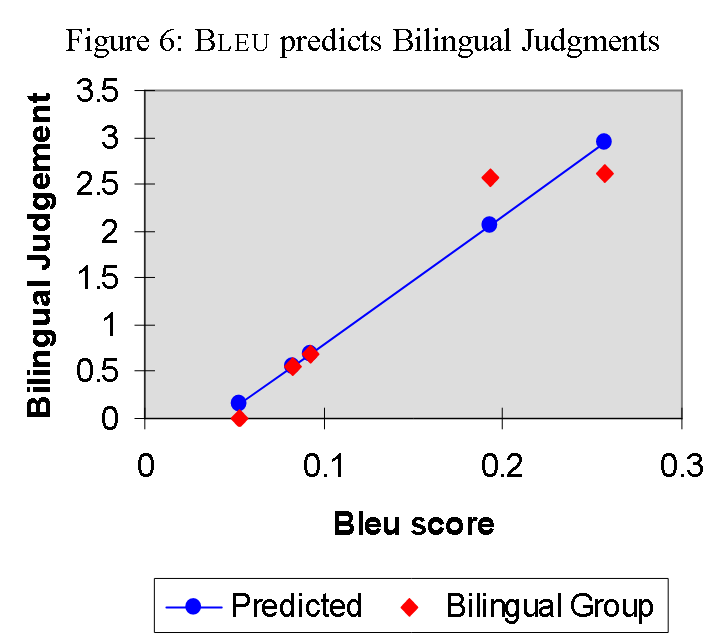 Figure 6: BLEU predicts Bilingual Judgments
3.5
3
2.5
2
1.5
1
0.5
0
Bilingual Judgement
0 0.1 0.2 0.3
Bleu score
Predicted Bilingual Group